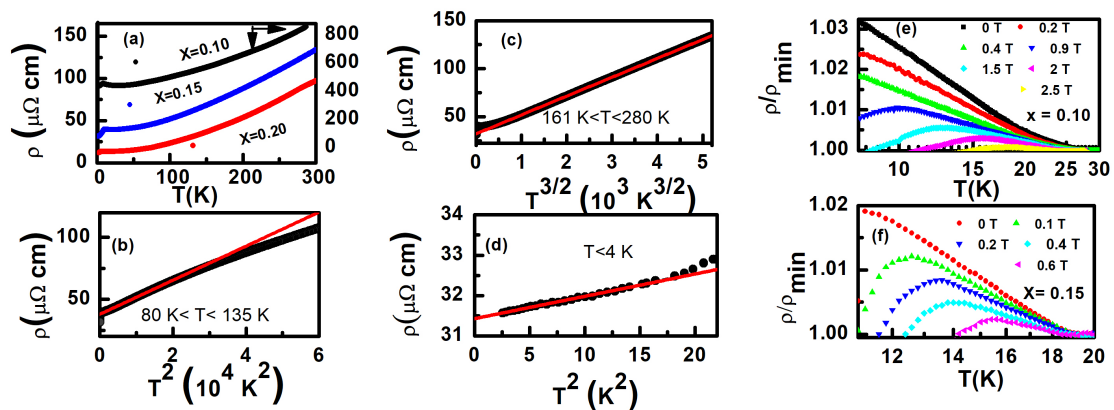 (a)
X=0.10
X=0.15
X=0.20
150
100
50
0
800
600
400
200
0
0 100 200 300
ρ (μΩ cm)
T(K)
(b)
80 K< T< 135 K
100
50
0 2 4 6
ρ(μΩ cm)
T² (10⁴ K²)
(c)
161 K<T<280 K
150
100
50
0 1 2 3 4 5
ρ (μΩ cm)
T^3/2 (10³ K^3/2)
(d)
T<4 K
34
33
32
31
0 5 10 15 20
ρ(μΩ cm)
T² (K²)
(e)
0 T 0.2 T
0.4 T 0.9 T
1.5 T 2 T
2.5 T
x = 0.10
1.03
1.02
1.01
1.00
10 15 20 25 30
ρ/ρmin
T(K)
(f)
0 T 0.1 T
0.2 T 0.4 T
0.6 T
X= 0.15
1.02
1.01
1.00
12 14 16 18 20
ρ/ρmin
T(K)